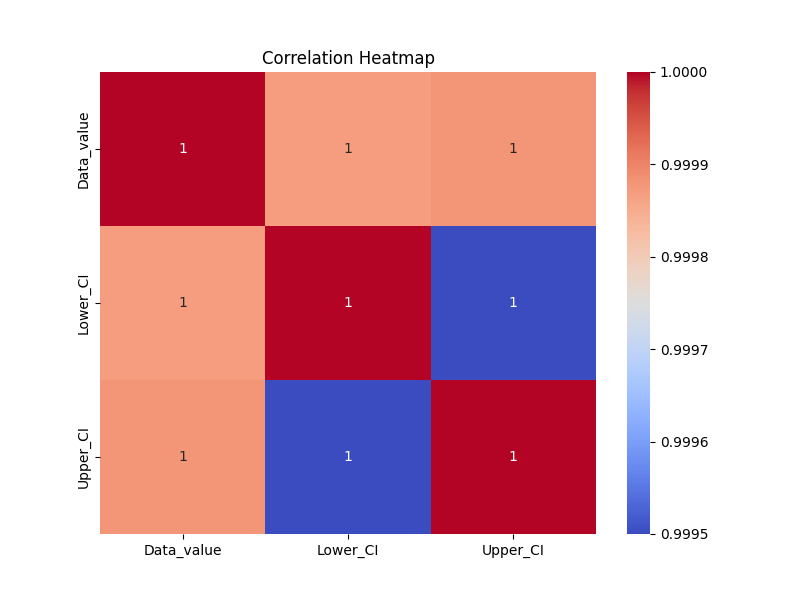 Correlation Heatmap
Data_value
Lower_CI
Upper_CI
1 1 1
1 1 1
1 1 1
Data_value Lower_CI Upper_CI
1.0000
0.9999
0.9998
0.9997
0.9996
0.9995